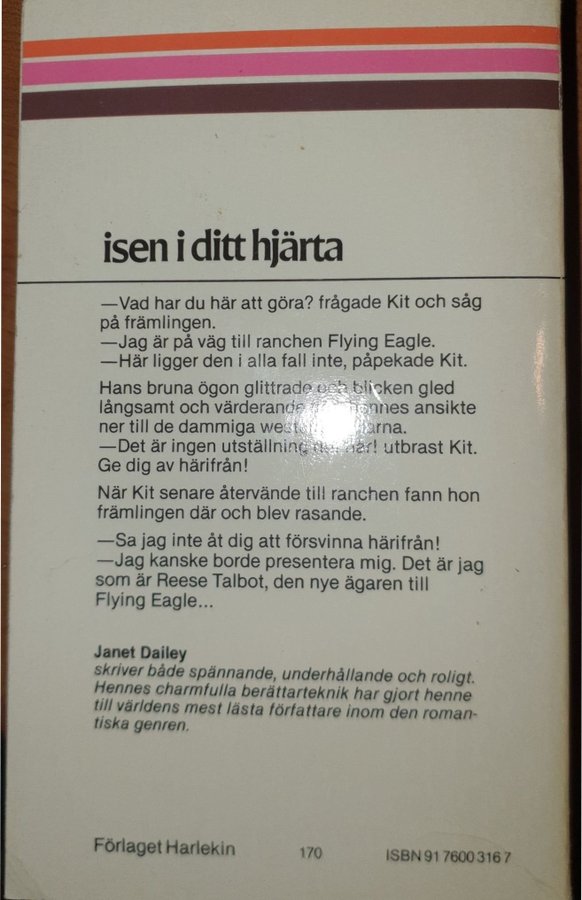 isen i ditt hjärta
—Vad har du här att göra? frågade Kit och såg
på främlingen.
—Jag är på väg till ranchen Flying Eagle.
—Här ligger den i alla fall inte, påpekade Kit.
Hans bruna ögon glittrade och blicken gled
långsamt och värderande ansikte
ner till de dammiga
—Det är ingen utställning här! utbrast Kit.
Ge dig av härifrån!
När Kit senare återvände till ranchen fann hon
främlingen där och blev rasande.
—Sa jag inte åt dig att försvinna härifrån!
—Jag kanske borde presentera mig. Det är jag
som är Reese Talbot, den nye ägaren till
Flying Eagle...
Janet Dailey
skriver både spännande, underhållande och roligt.
Hennes charmfulla berättarteknik har gjort henne
till världens mest lästa författare inom den roman-
tiska genren.
Förlaget Harlekin 170 ISBN 91 7600 316 7